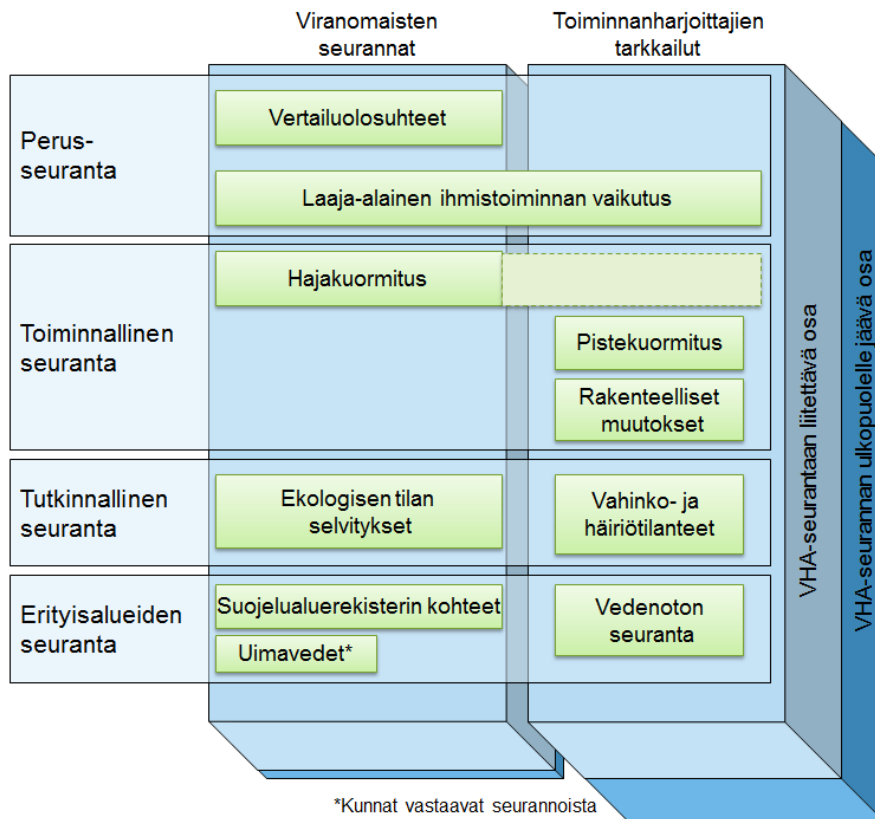 Viranomaisten
seurannat
Toiminnanharjoittajien
tarkkailut
Perus-
seuranta
Vertailuolosuhteet
Laaja-alainen ihmistoiminnan vaikutus
Toiminnallinen
seuranta
Hajakuormitus
Pistekuormitus
Rakenteelliset
muutokset
Tutkinnallinen
seuranta
Ekologisen tilan
selvitykset
Vahinko- ja
häiriötilanteet
Erityisalueiden
seuranta
Suojelualuerekisterin kohteet
Uimavedet*
Vedenoton
seuranta
VHA-seurantaan liitettävä osa
VHA-seurannan ulkopuolelle jäävä osa
*Kunnat vastaavat seurannoista